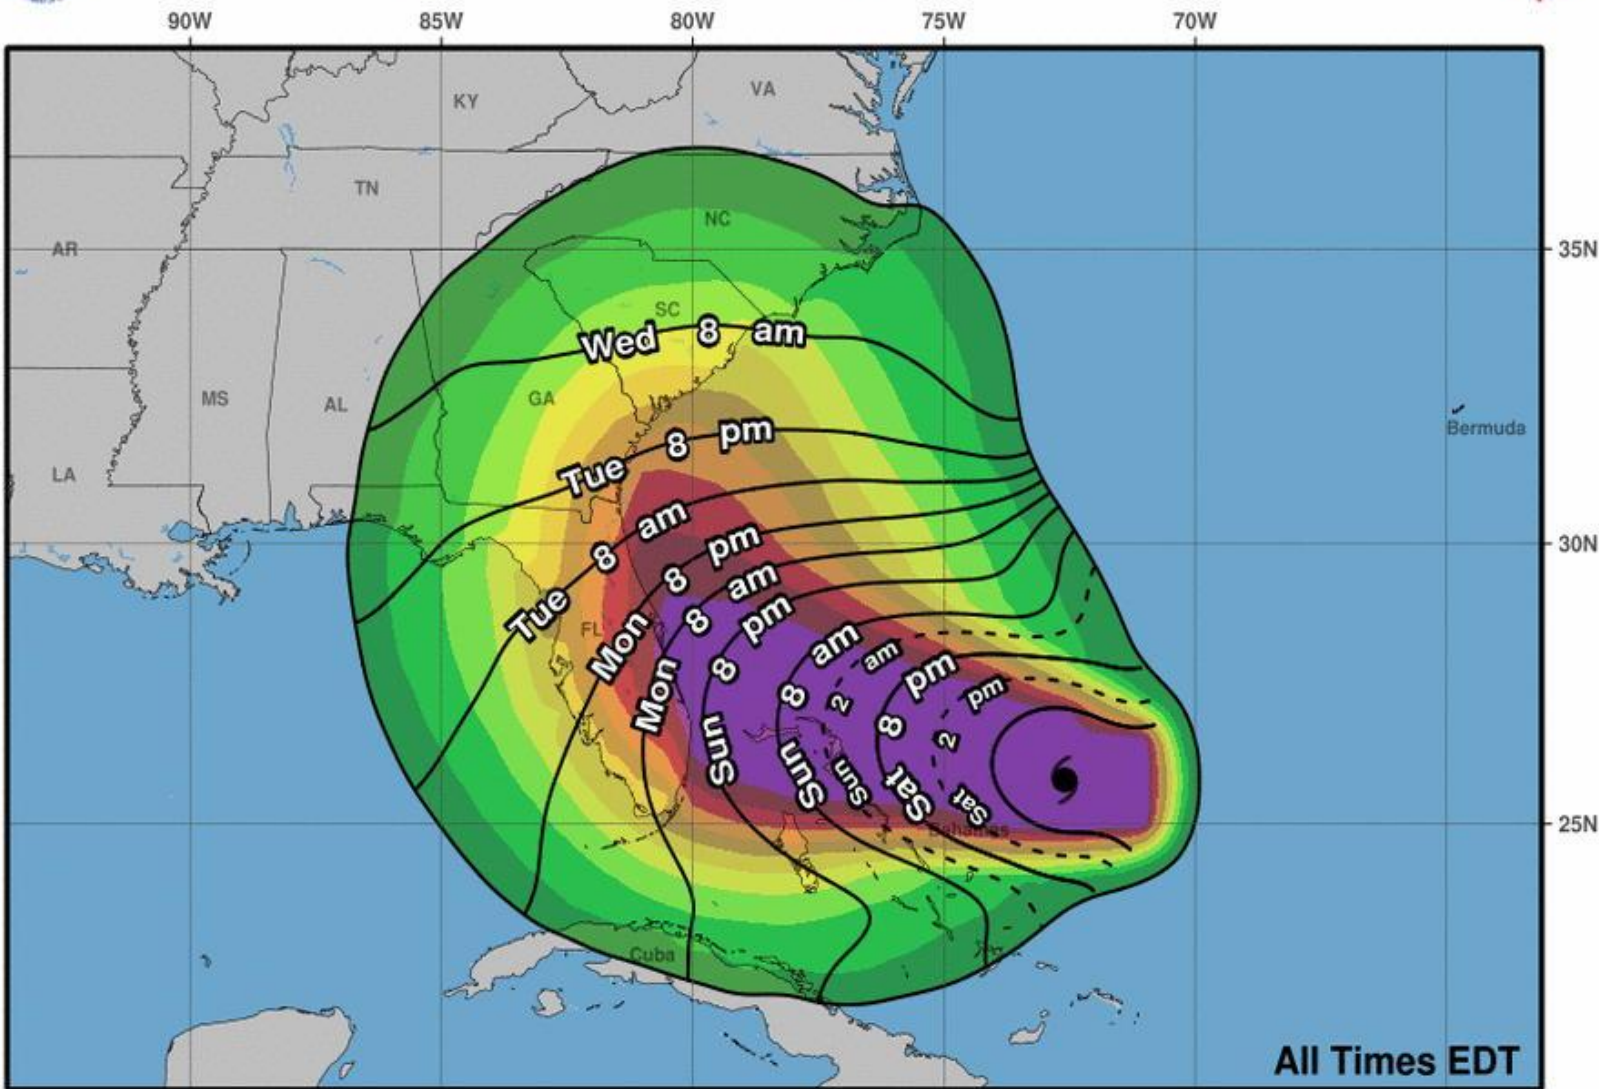 90W 85W 80W 75W 70W
KY
VA
TN
NC
AR
35N
SC
Wed 8 am
MS
AL
GA
Bermuda
Tue 8 pm
LA
Tue 8 am
30N
Mon 8 pm
FL
Mon 8 am
Sun 8 pm
Sun 8 am
Sun 2 am
Sat 8 pm
Sat 2 pm
25N
Bahamas
Cuba
All Times EDT